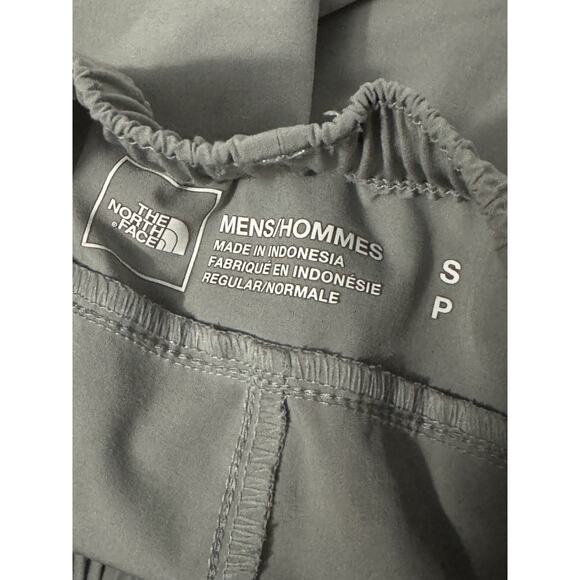 THE
NORTH
FACE
MENS/HOMMES
MADE IN INDONESIA
FABRIQUÉ EN INDONÉSIE
REGULAR/NORMALE
S
P